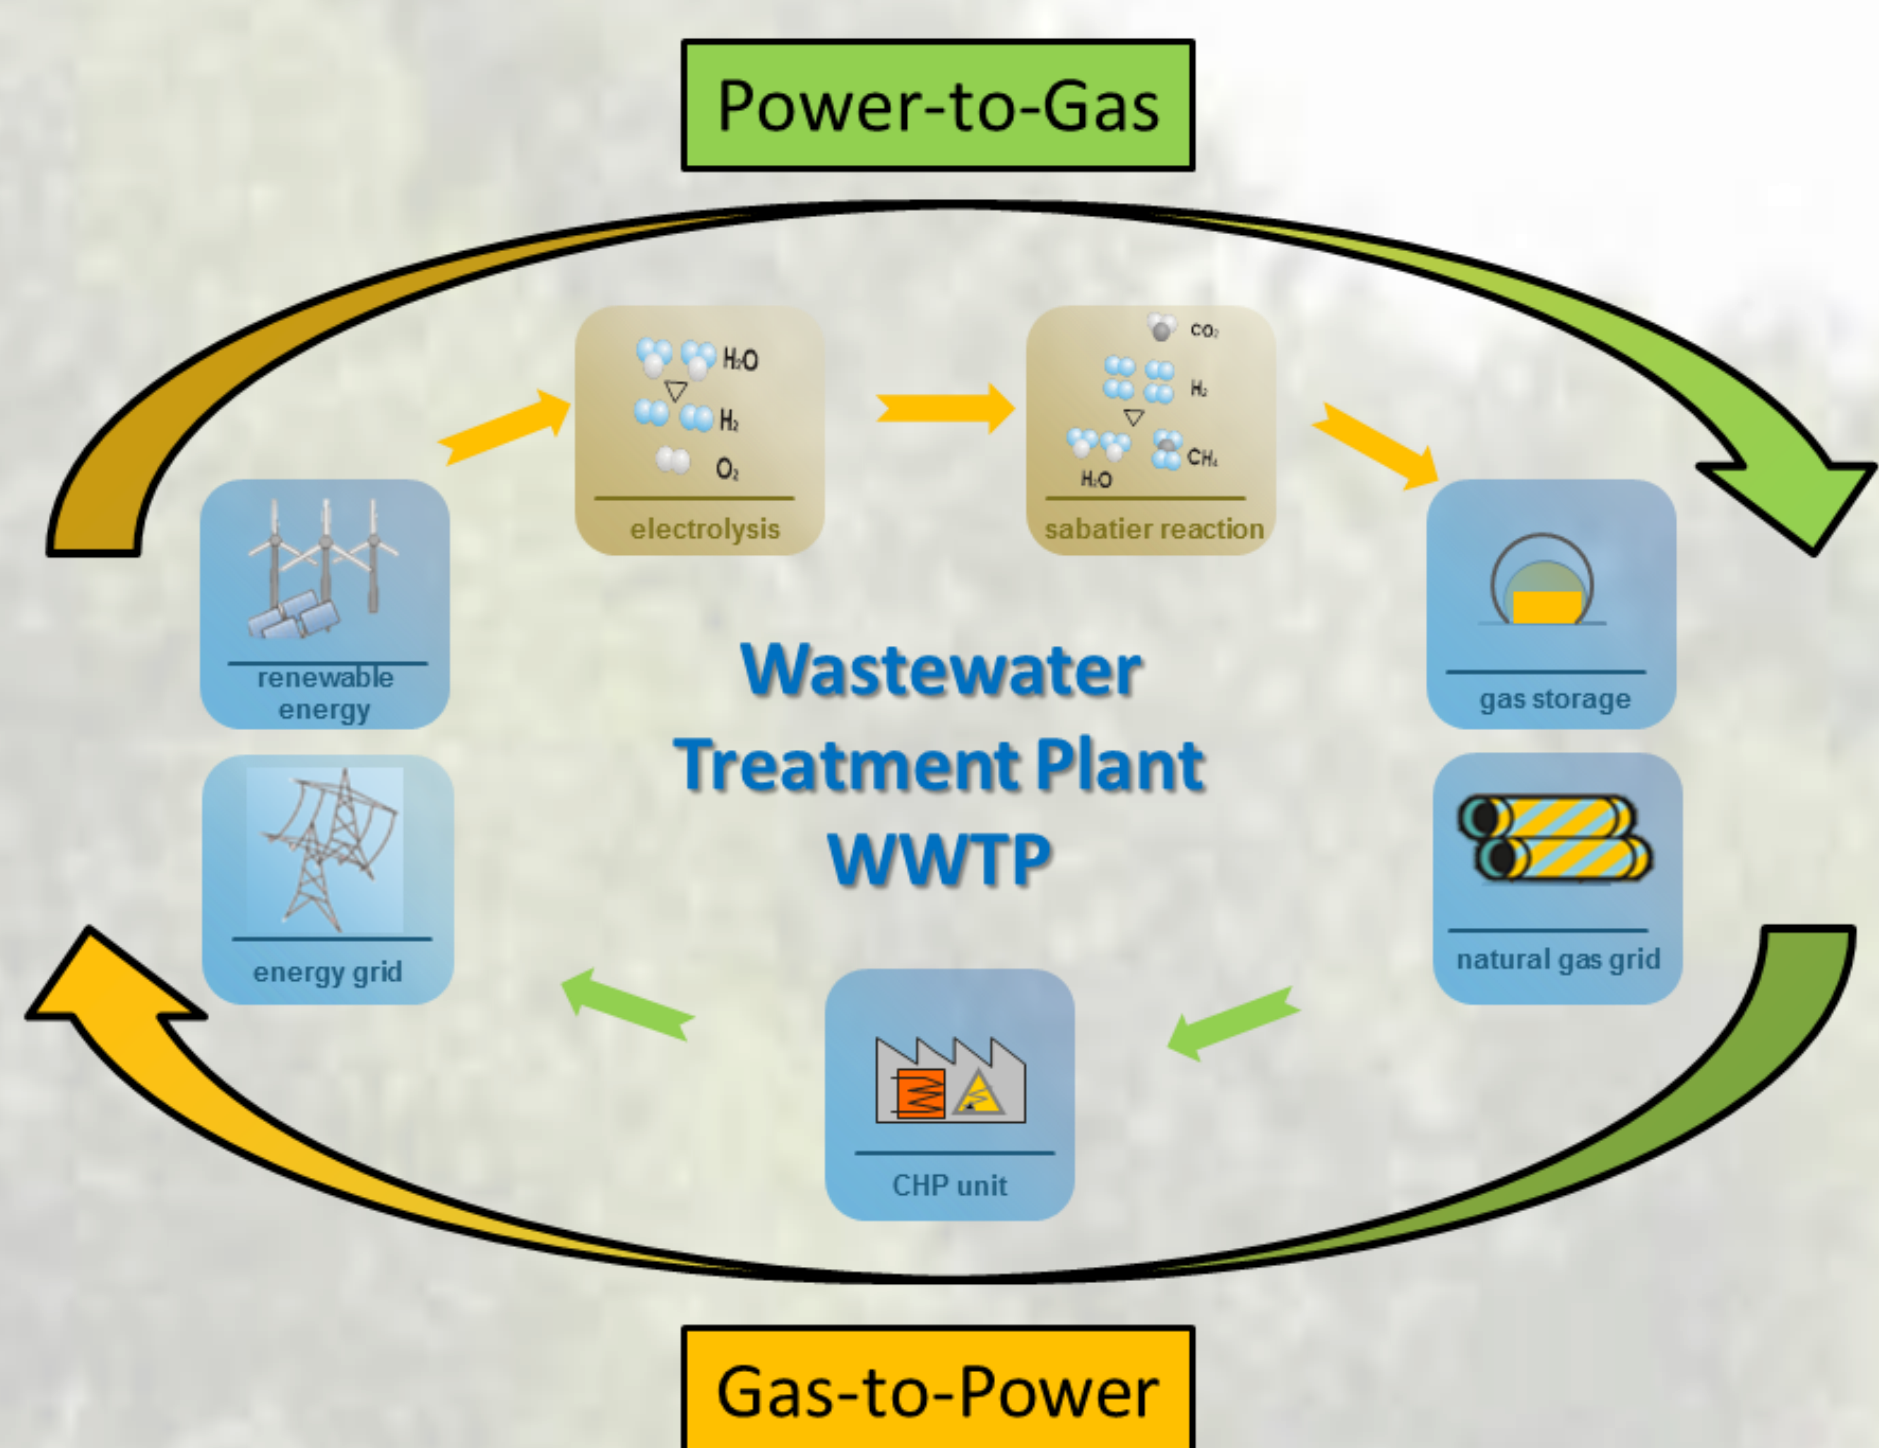 Power-to-Gas
H₂O
H₂
O₂
electrolysis
CO₂
H₂
CH₄
H₂O
sabatier reaction
renewable
energy
gas storage
Wastewater
Treatment Plant
WWTP
energy grid
natural gas grid
CHP unit
Gas-to-Power